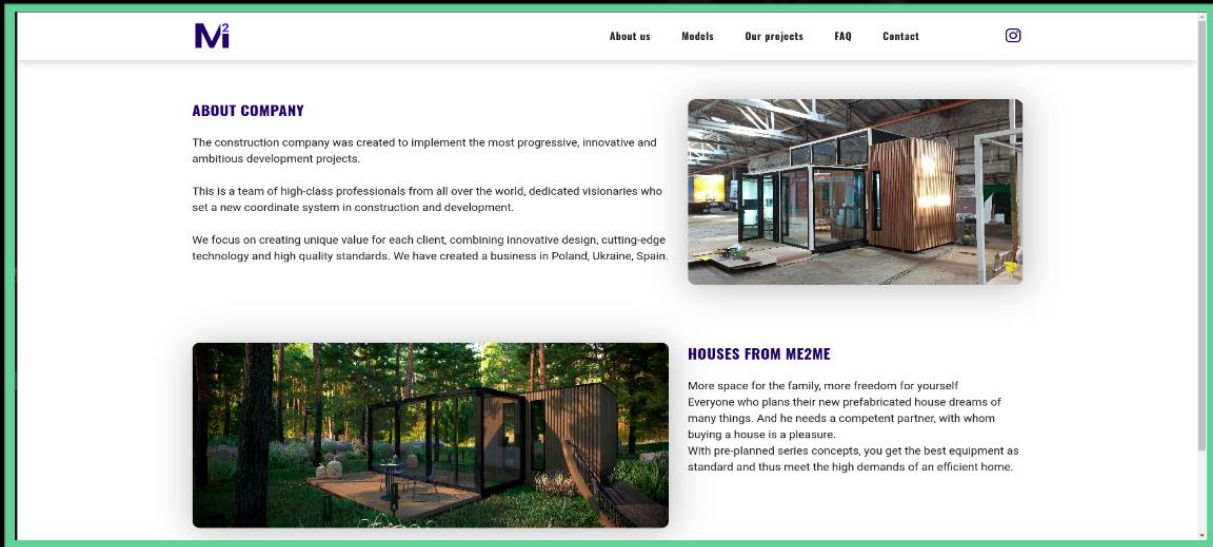 M2
About us
Models
Our projects
FAQ
Contact
ABOUT COMPANY
The construction company was created to implement the most progressive, innovative and
ambitious development projects.
This is a team of high-class professionals from all over the world, dedicated visionaries who
set a new coordinate system in construction and development.
We focus on creating unique value for each client, combining innovative design, cutting-edge
technology and high quality standards. We have created a business in Poland, Ukraine, Spain.
HOUSES FROM ME2ME
More space for the family, more freedom for yourself
Everyone who plans their new prefabricated house dreams of
many things. And he needs a competent partner, with whom
buying a house is a pleasure.
With pre-planned series concepts, you get the best equipment as
standard and thus meet the high demands of an efficient home.